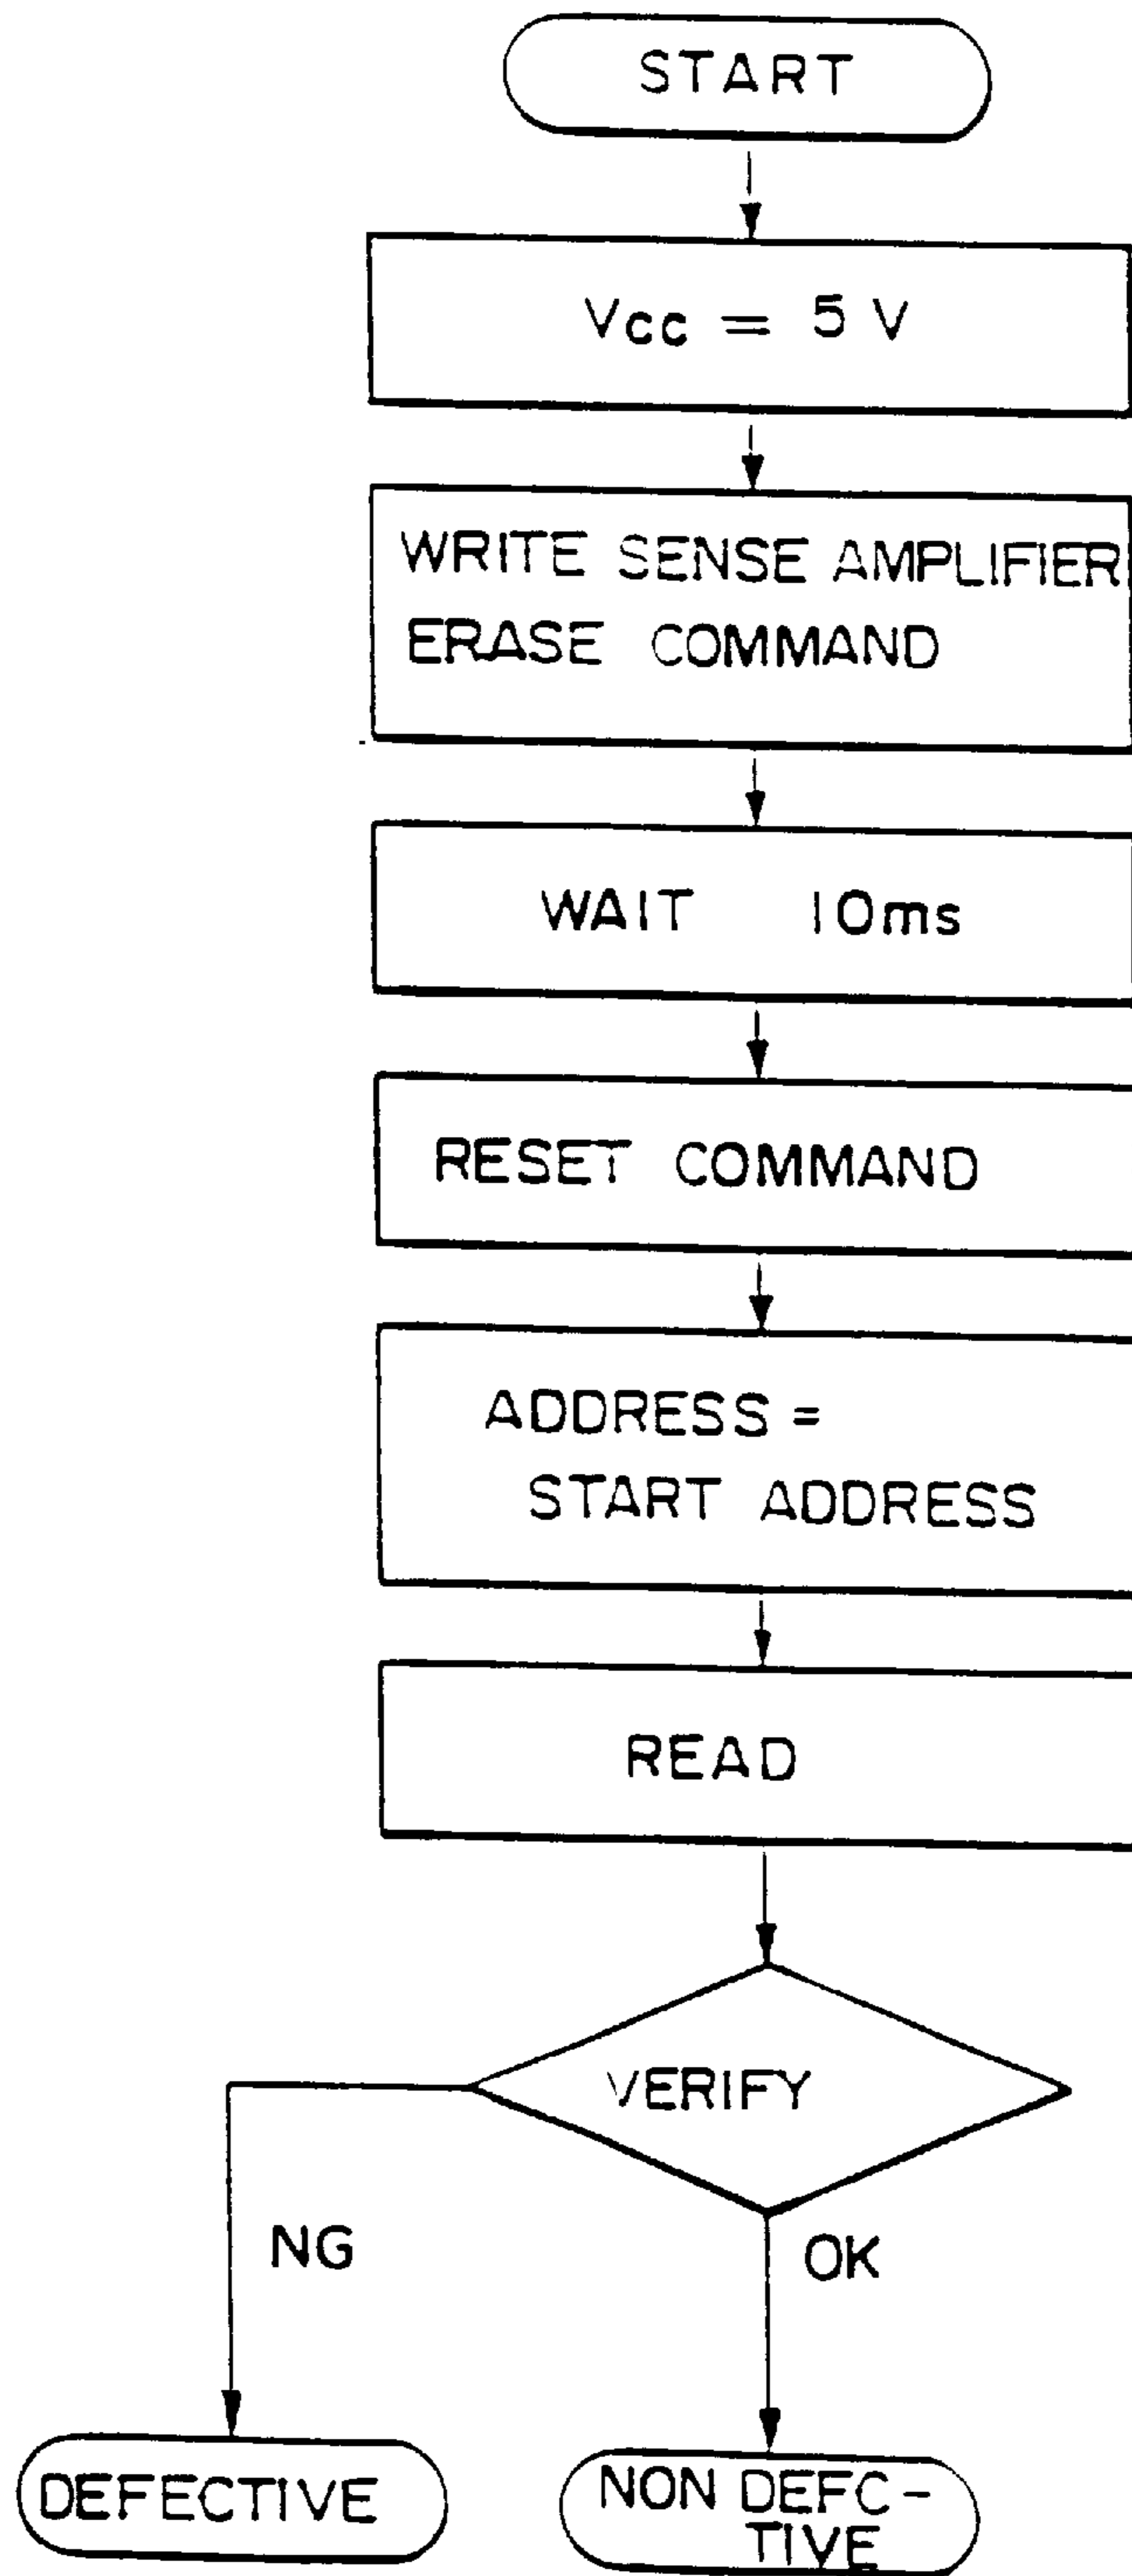 START
Vcc = 5 V
WRITE SENSE AMPLIFIER
ERASE COMMAND
WAIT 10ms
RESET COMMAND
ADDRESS =
START ADDRESS
READ
VERIFY
NG
OK
DEFECTIVE
NON DEFC-
TIVE